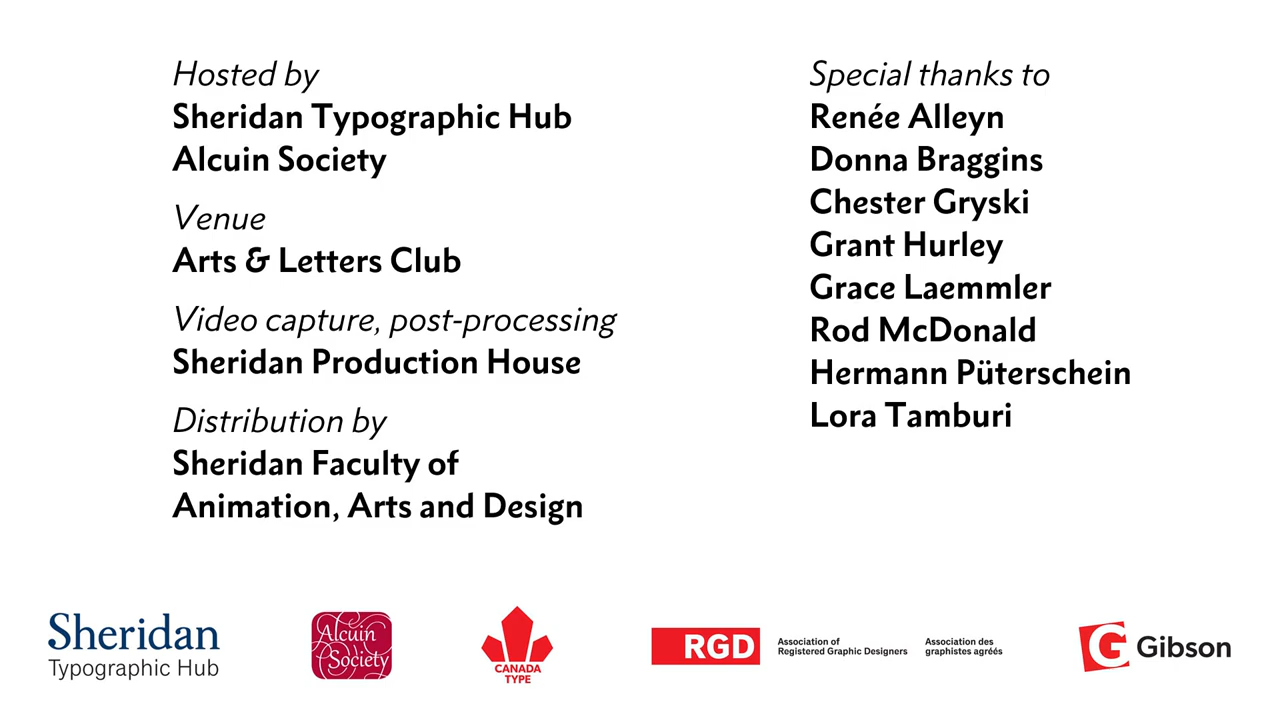 Hosted by
Sheridan Typographic Hub
Alcuin Society
Venue
Arts & Letters Club
Video capture, post-processing
Sheridan Production House
Distribution by
Sheridan Faculty of
Animation, Arts and Design
Special thanks to
Renée Alleyn
Donna Braggins
Chester Gryski
Grant Hurley
Grace Laemmler
Rod McDonald
Hermann Püterschein
Lora Tamburi
Sheridan
Typographic Hub
Alcuin
Society
CANADA
TYPE
RGD
Association of
Registered Graphic Designers
Association des
graphistes agréés
G
Gibson